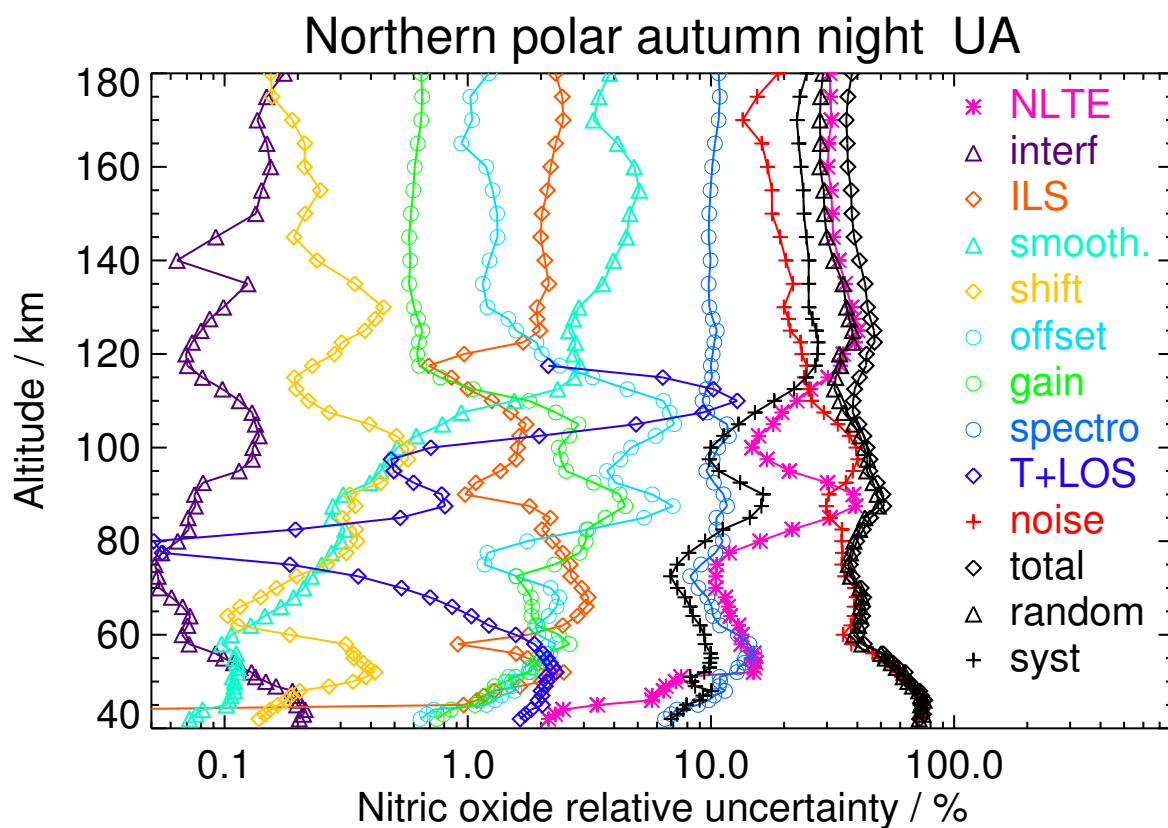 Northern polar autumn night UA
180
160
140
120
100
80
60
40
Altitude / km
NLTE
interf
ILS
smooth.
shift
offset
gain
spectro
T+LOS
noise
total
random
syst
0.1
1.0
10.0
100.0
Nitric oxide relative uncertainty / %